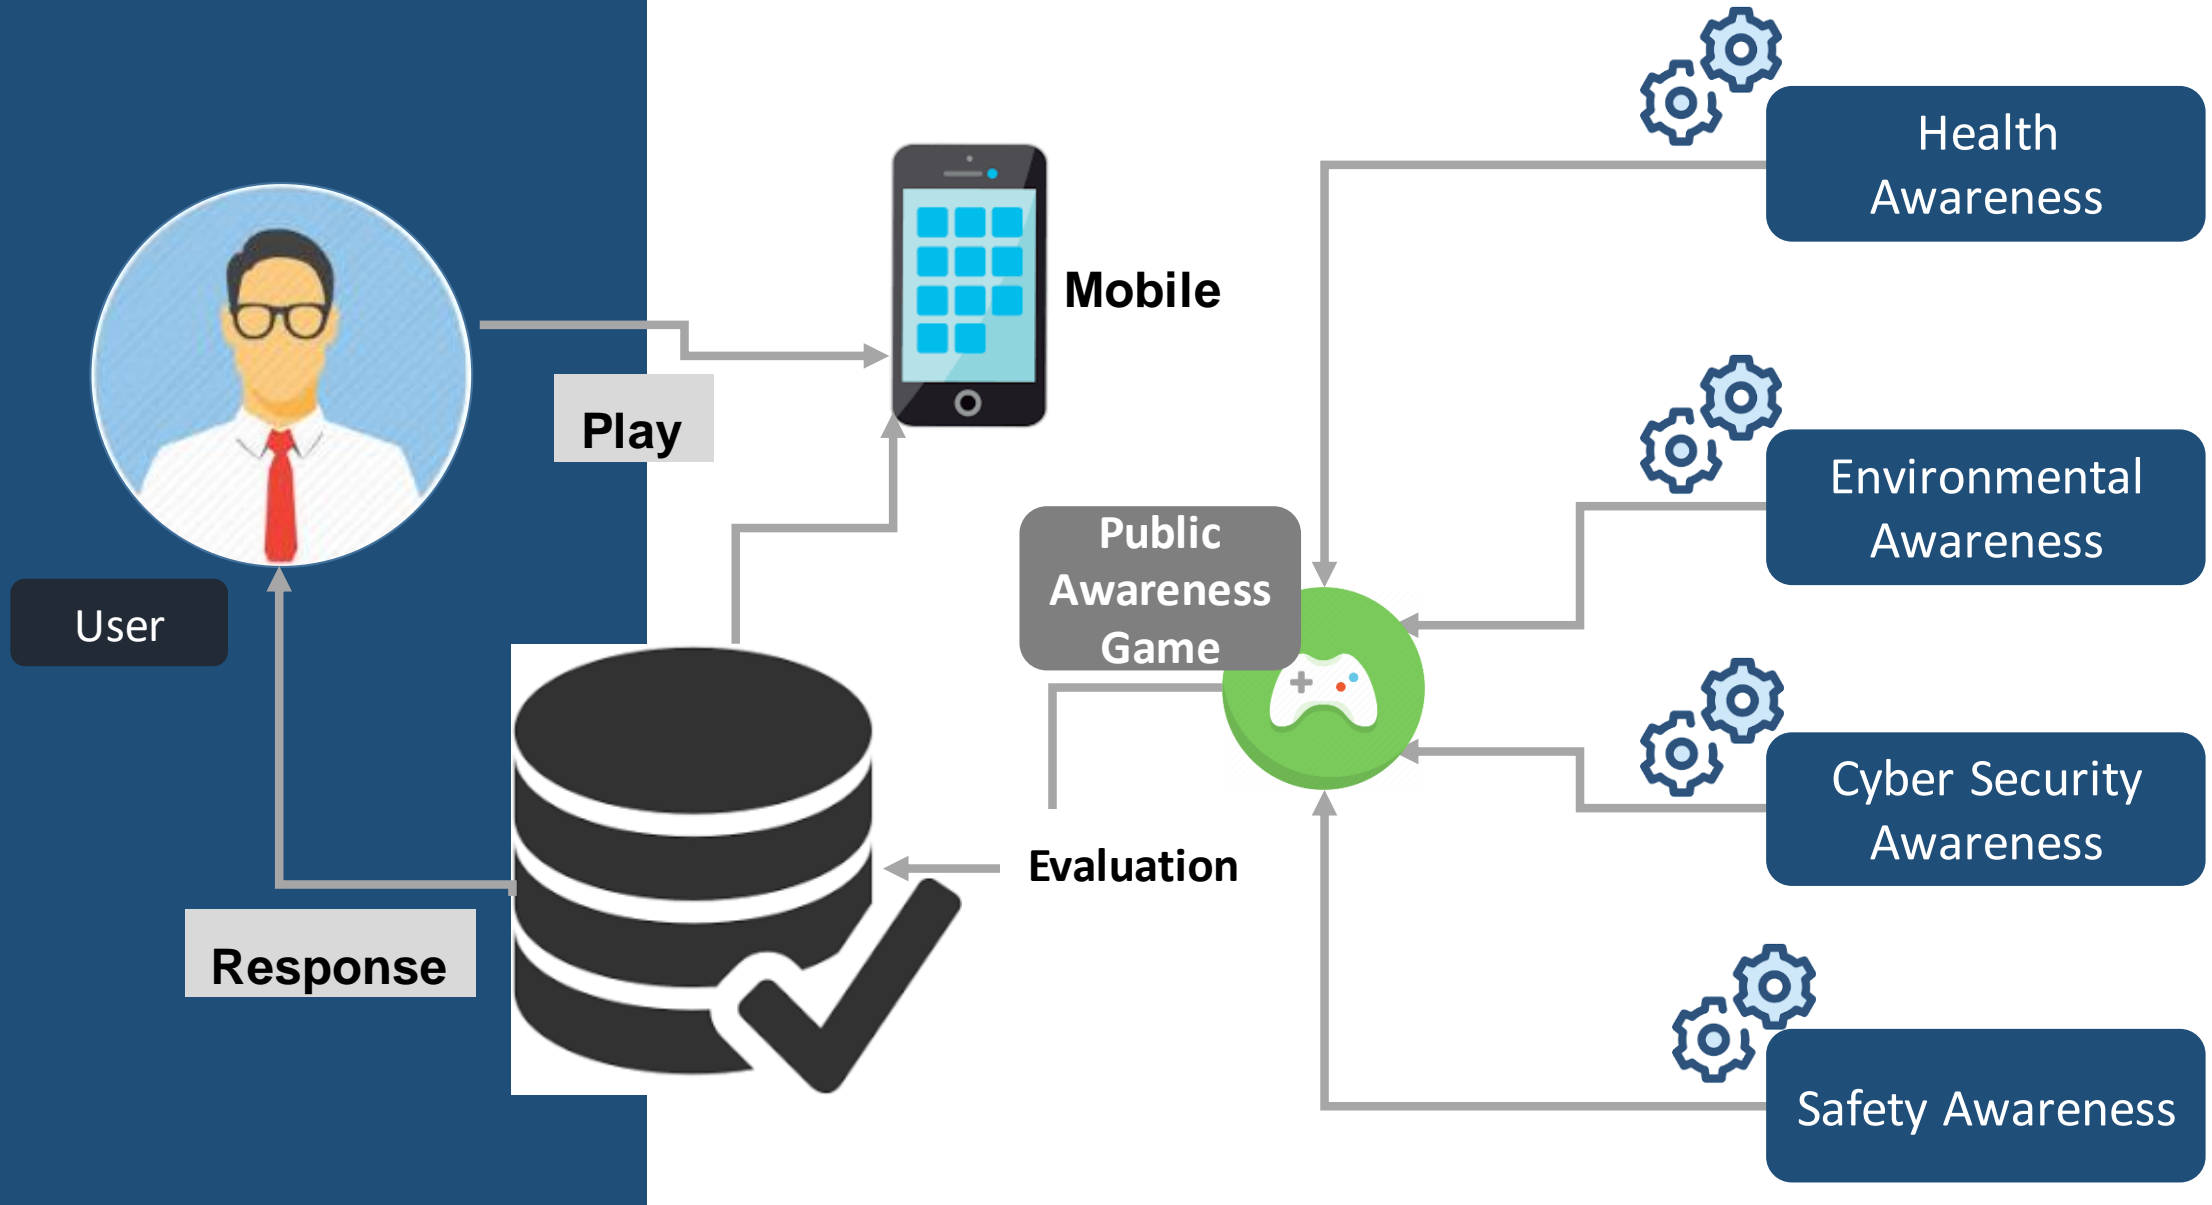 Health
Awareness
Mobile
Play
Environmental
Awareness
Public
Awareness
Game
User
Cyber Security
Awareness
Evaluation
Response
Safety Awareness